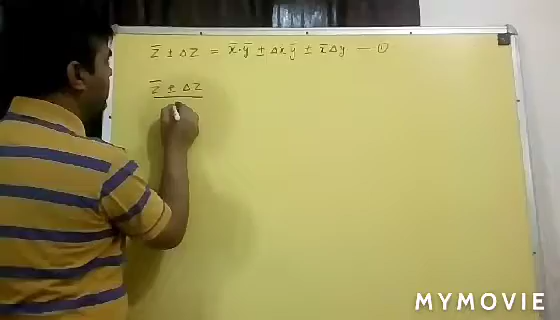 z̄ ± Δz = x̄·ȳ ± Δx ȳ ± x̄ Δy — ①
z̄ ± Δz
MYMOVIE